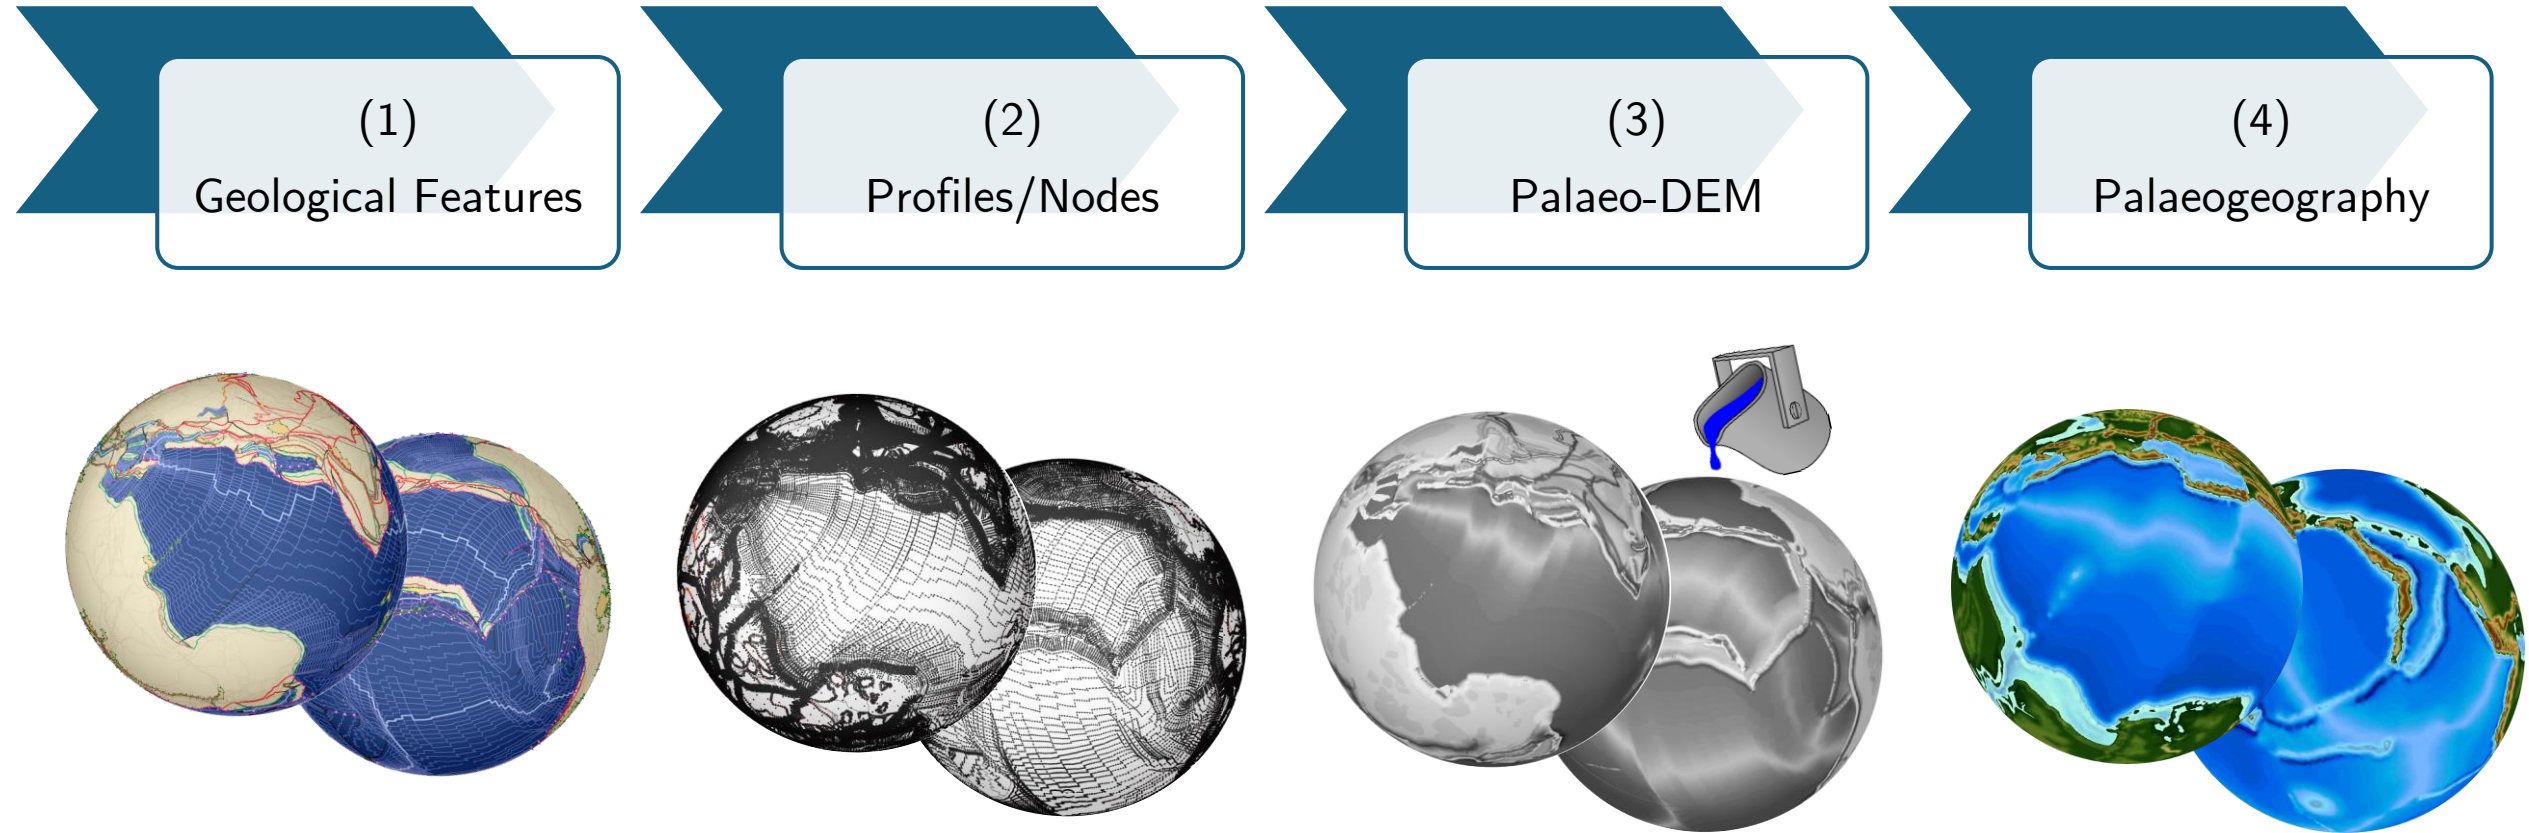 (1)
Geological Features
(2)
Profiles/Nodes
(3)
Palaeo-DEM
(4)
Palaeogeography